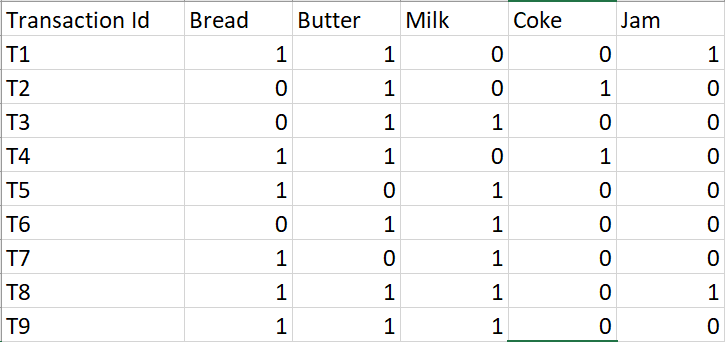 Transaction Id Bread Butter Milk Coke Jam
T1 1 1 0 0 1
T2 0 1 0 1 0
T3 0 1 1 0 0
T4 1 1 0 1 0
T5 1 0 1 0 0
T6 0 1 1 0 0
T7 1 0 1 0 0
T8 1 1 1 0 1
T9 1 1 1 0 0